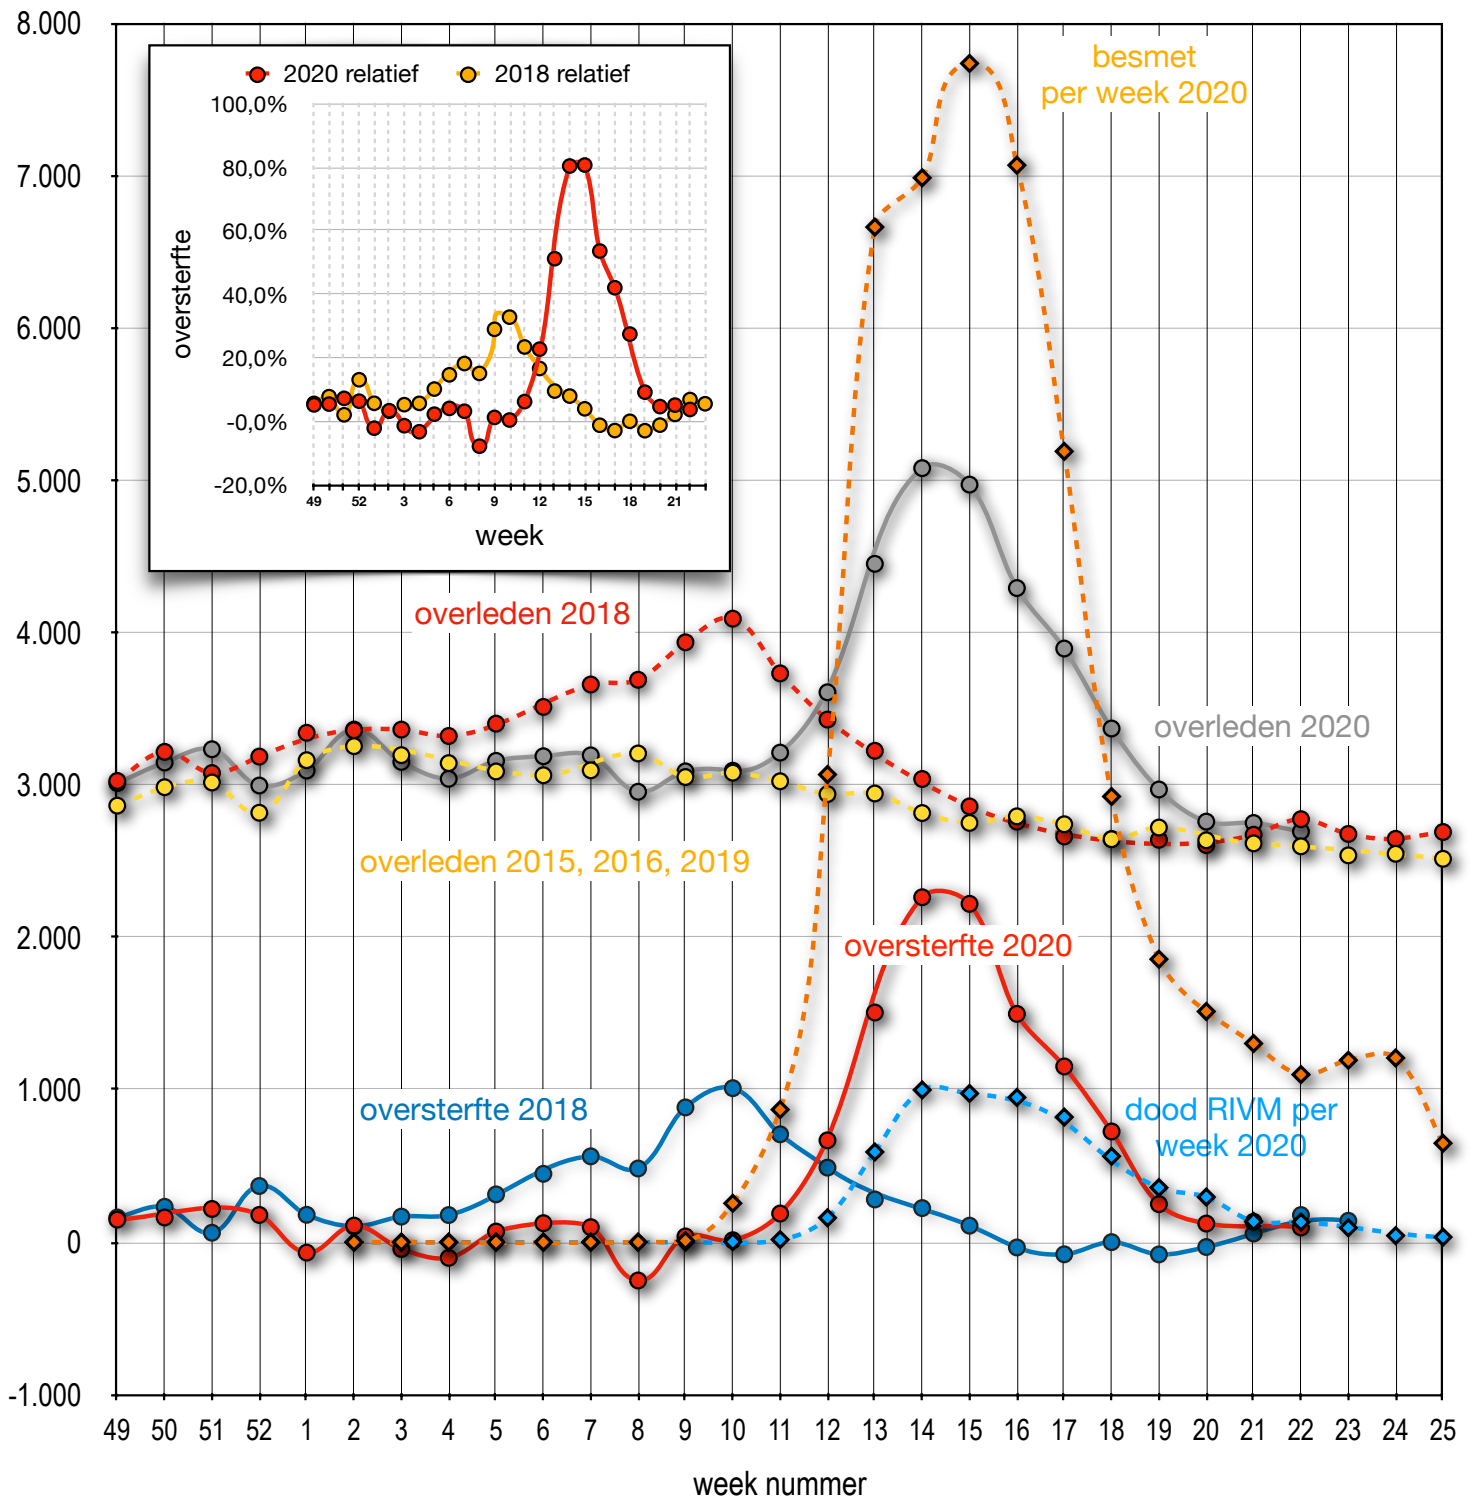 8.000
7.000
6.000
5.000
4.000
3.000
2.000
1.000
0
-1.000
2020 relatief
2018 relatief
100,0%
80,0%
60,0%
40,0%
20,0%
-0,0%
-20,0%
oversterfte
49 52 3 6 9 12 15 18 21
week
besmet
per week 2020
overleden 2018
overleden 2020
overleden 2015, 2016, 2019
oversterfte 2020
oversterfte 2018
dood RIVM per
week 2020
49 50 51 52 1 2 3 4 5 6 7 8 9 10 11 12 13 14 15 16 17 18 19 20 21 22 23 24 25
week nummer